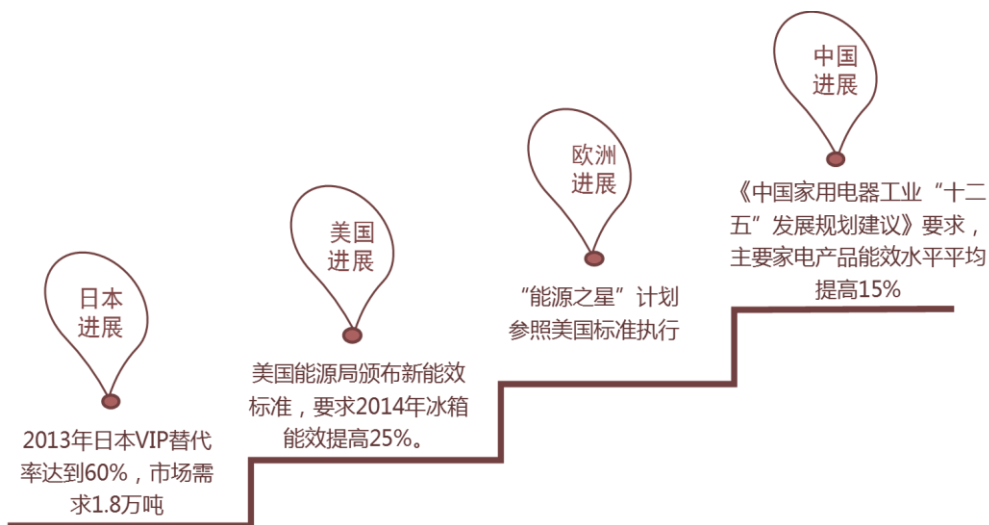 日本
进展
2013年日本VIP替代
率达到60%，市场需
求1.8万吨
美国
进展
美国能源局颁布新能效
标准，要求2014年冰箱
能效提高25%。
欧洲
进展
“能源之星”计划
参照美国标准执行
中国
进展
《中国家用电器工业“十二
五”发展规划建议》要求，
主要家电产品能效水平平均
提高15%